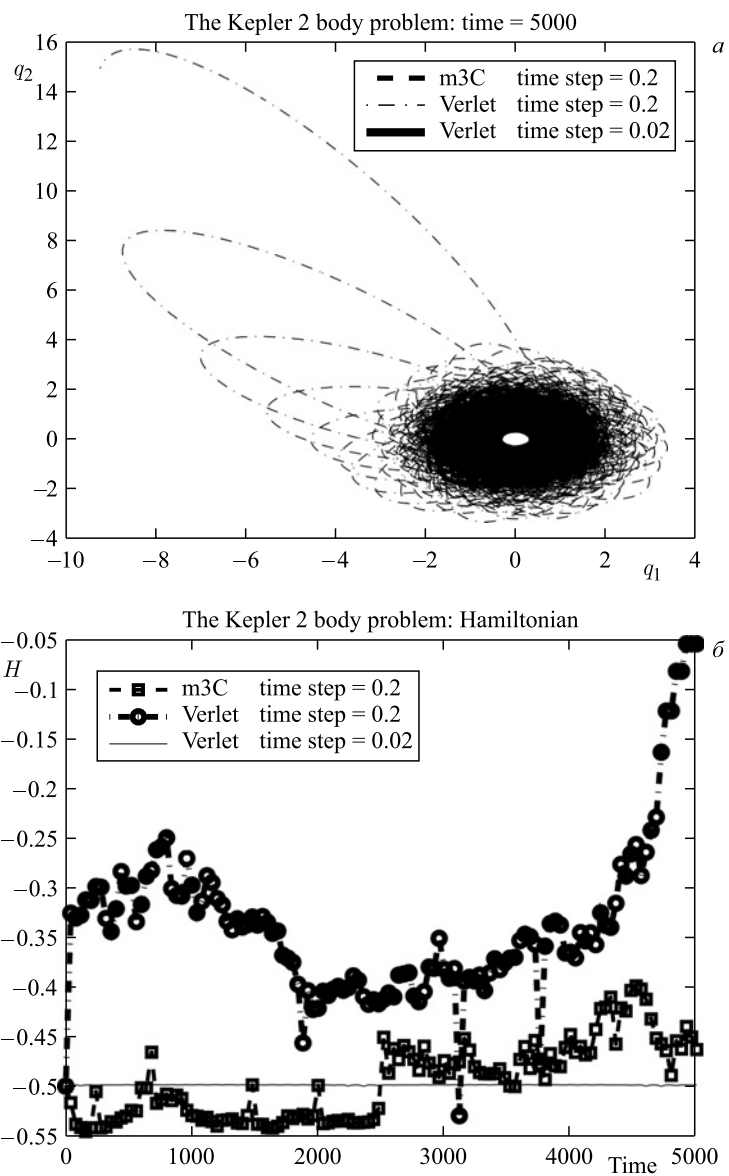 The Kepler 2 body problem: time = 5000
а
16
q2
14
12
10
8
6
4
2
0
−2
−4
m3C time step = 0.2
Verlet time step = 0.2
Verlet time step = 0.02
−10 −8 −6 −4 −2 0 2 4
q1
The Kepler 2 body problem: Hamiltonian
б
−0.05
H
−0.1
−0.15
−0.2
−0.25
−0.3
−0.35
−0.4
−0.45
−0.5
−0.55
m3C time step = 0.2
Verlet time step = 0.2
Verlet time step = 0.02
0 1000 2000 3000 4000 5000
Time